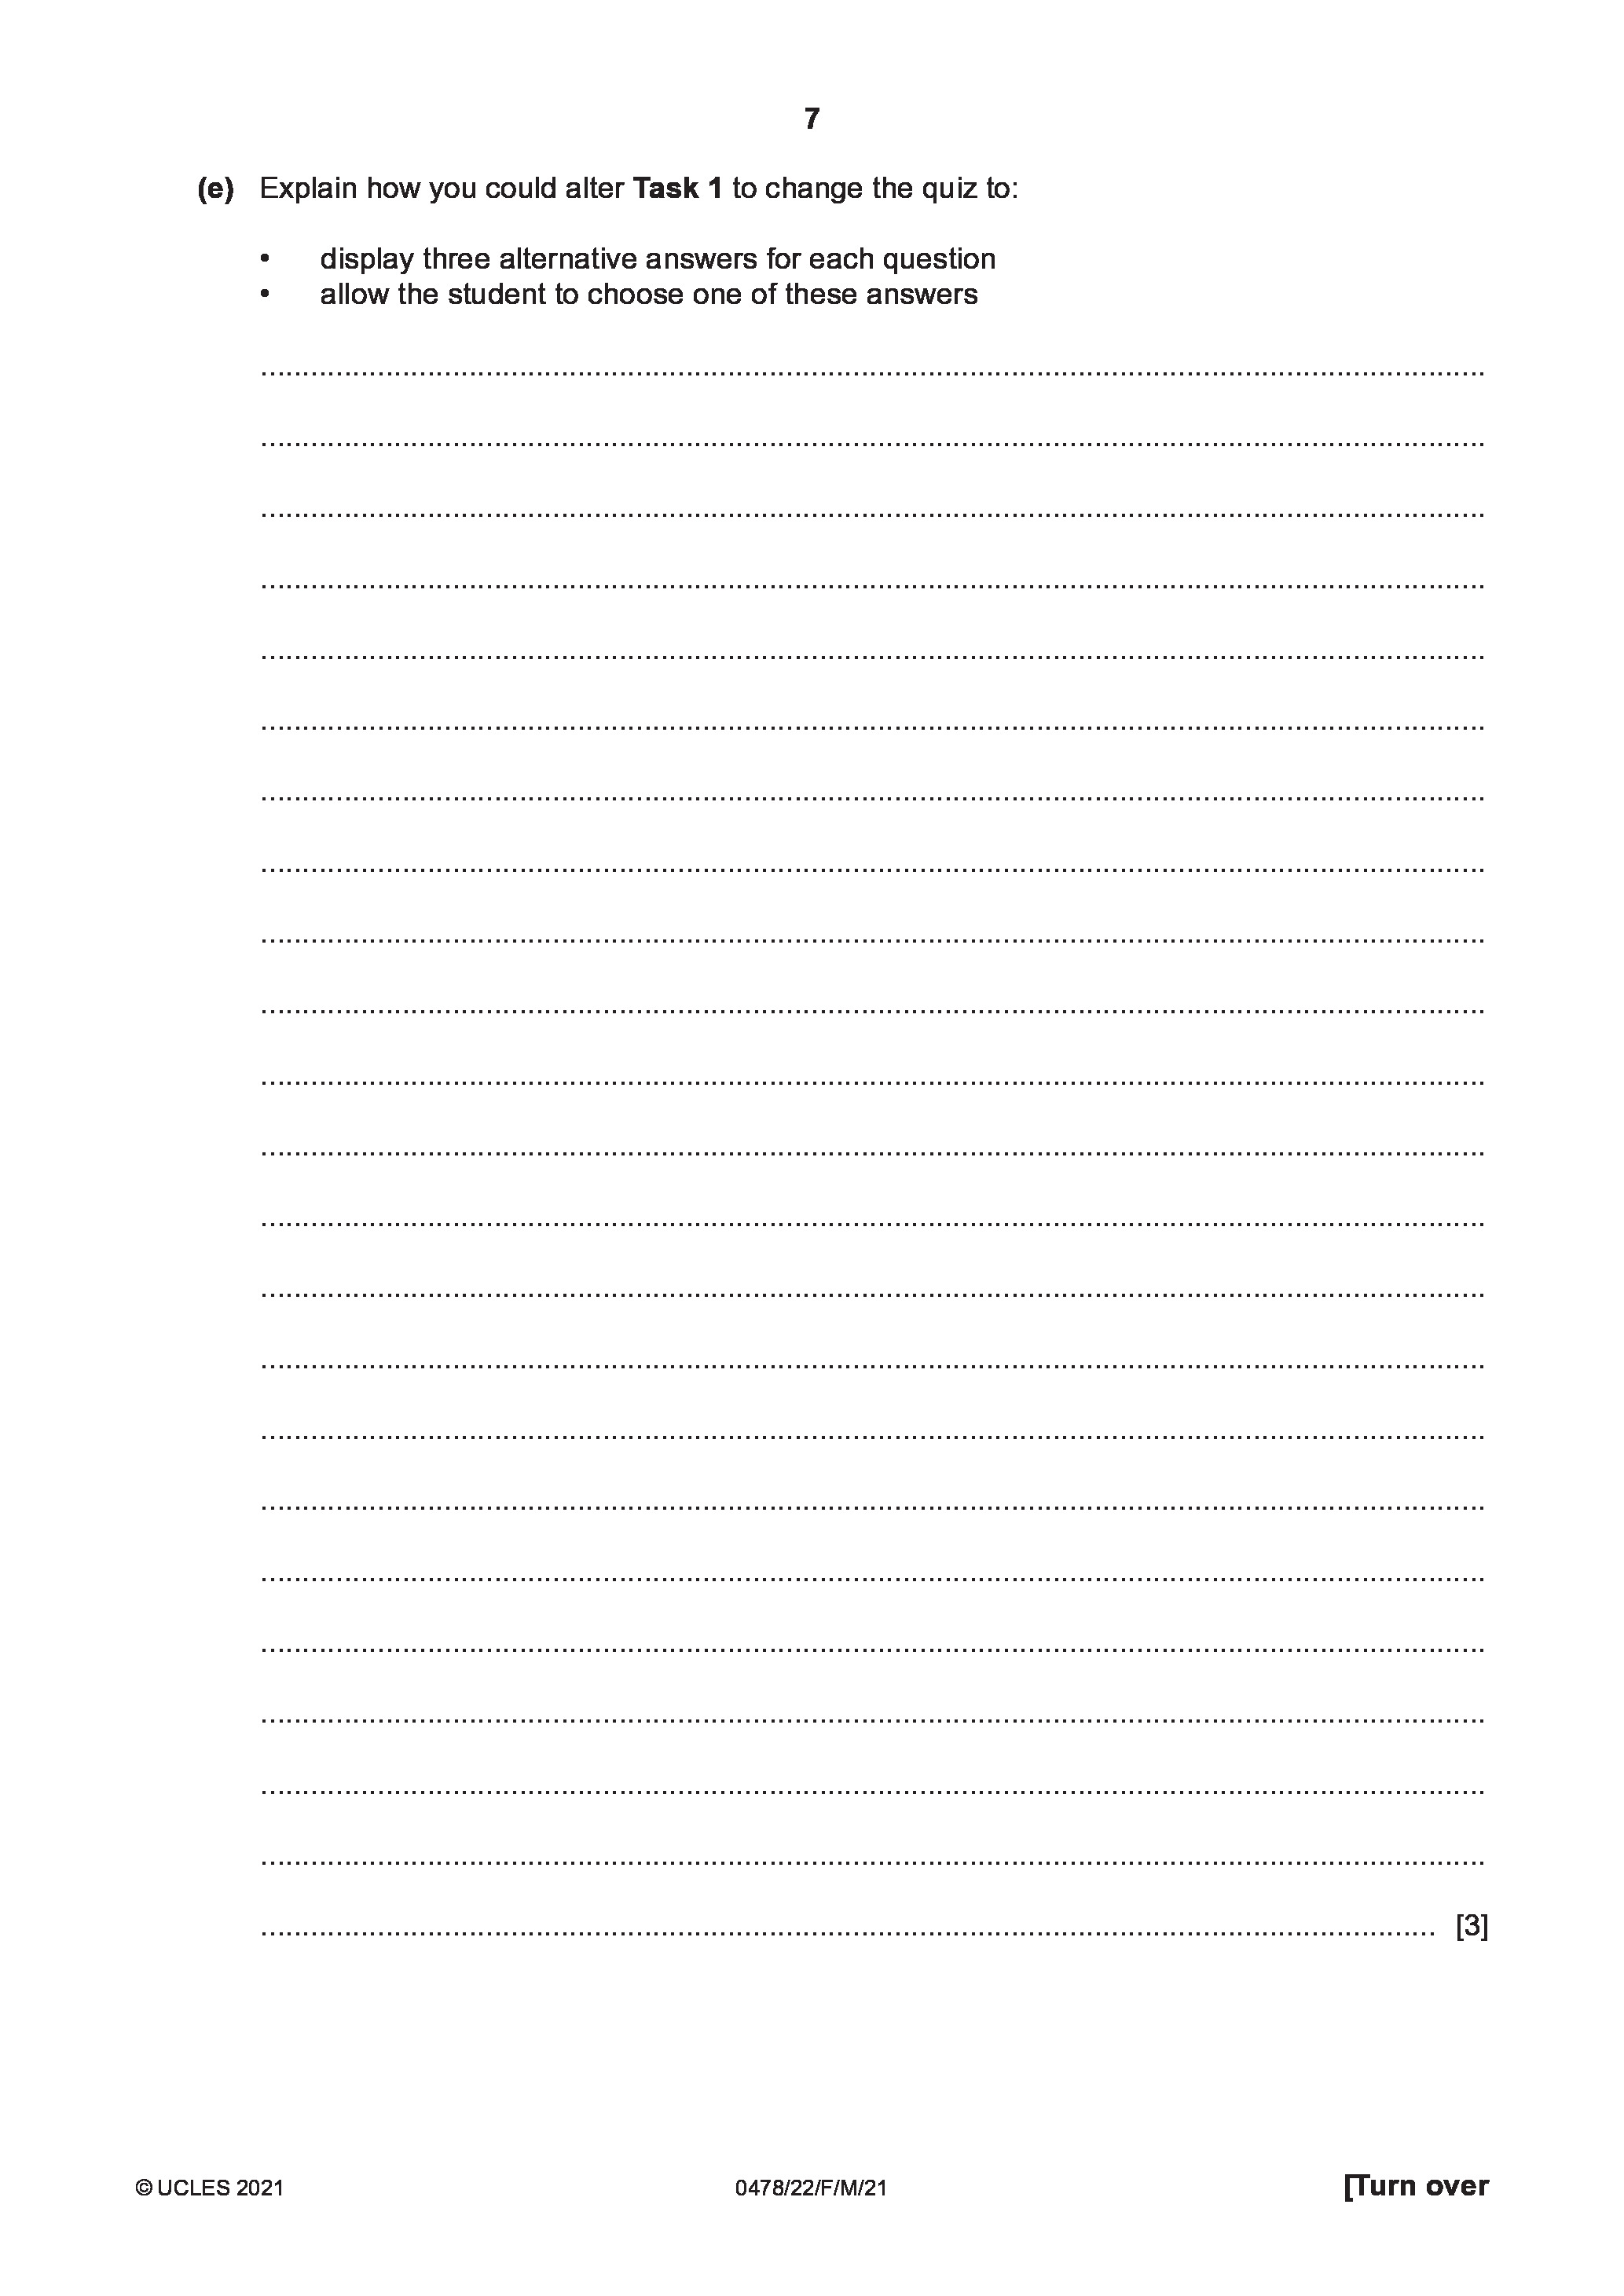 7
(e) Explain how you could alter Task 1 to change the quiz to:
• display three alternative answers for each question
• allow the student to choose one of these answers
[3]
© UCLES 2021
0478/22/F/M/21
[Turn over